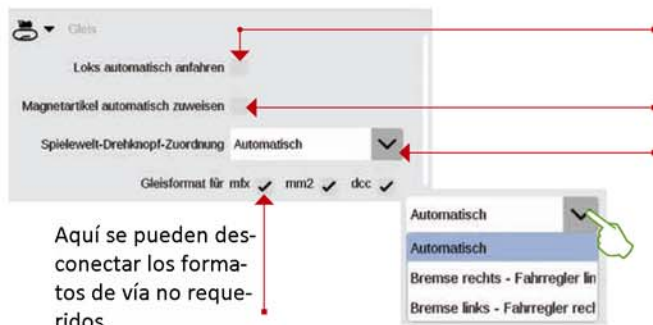 Gleis
Loks automatisch anfahren
Magnetartikel automatisch zuweisen
Spielewelt-Drehknopf-Zuordnung Automatisch
Gleisformat für mfx mm2 dcc
Automatisch
Automatisch
Bremse rechts - Fahrregler lin
Bremse links - Fahrregler recl
Aquí se pueden des-
conectar los forma-
tos de vía no reque-
ridos